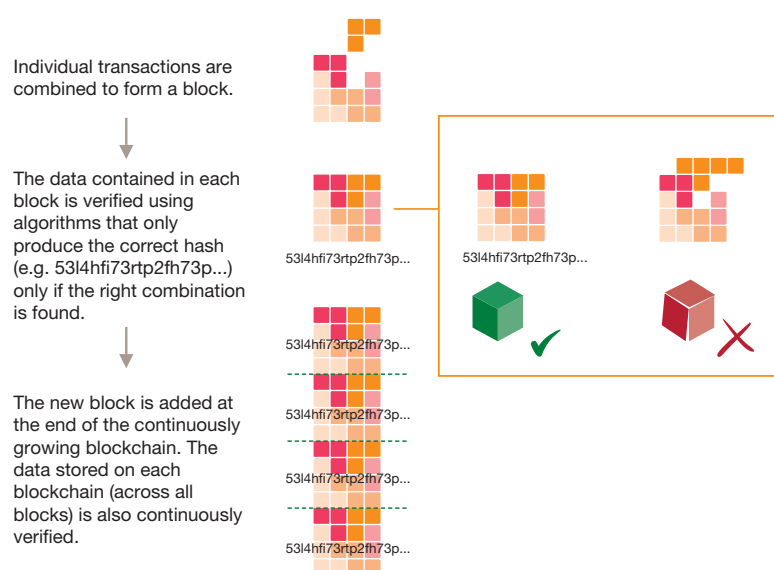 Individual transactions are
combined to form a block.
The data contained in each
block is verified using
algorithms that only
produce the correct hash
(e.g. 53l4hfi73rtp2fh73p...)
only if the right combination
is found.
53l4hfi73rtp2fh73p...
53l4hfi73rtp2fh73p...
The new block is added at
the end of the continuously
growing blockchain. The
data stored on each
blockchain (across all
blocks) is also continuously
verified.
53l4hfi73rtp2fh73p...
53l4hfi73rtp2fh73p...
53l4hfi73rtp2fh73p...
53l4hfi73rtp2fh73p...